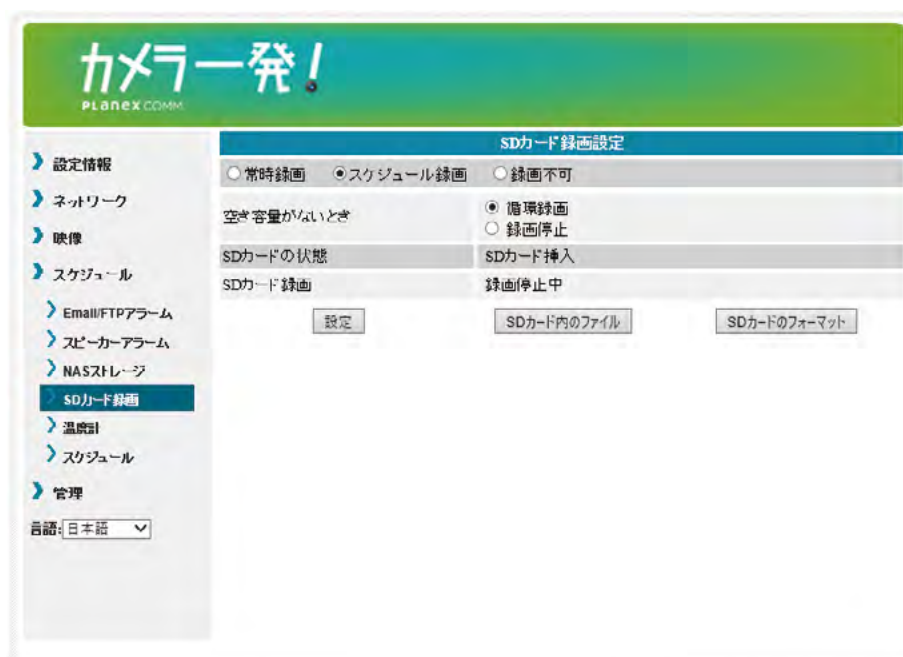 カメラ一発!
PLANEX COMM
設定情報
ネットワーク
映像
スケジュール
Email/FTPアラーム
スピーカーアラーム
NASストレージ
SDカード録画
温度計
スケジュール
管理
言語: 日本語
SDカード録画設定
常時録画 スケジュール録画 録画不可
空き容量がないとき
循環録画
録画停止
SDカードの状態 SDカード挿入
SDカード録画 録画停止中
設定 SDカード内のファイル SDカードのフォーマット